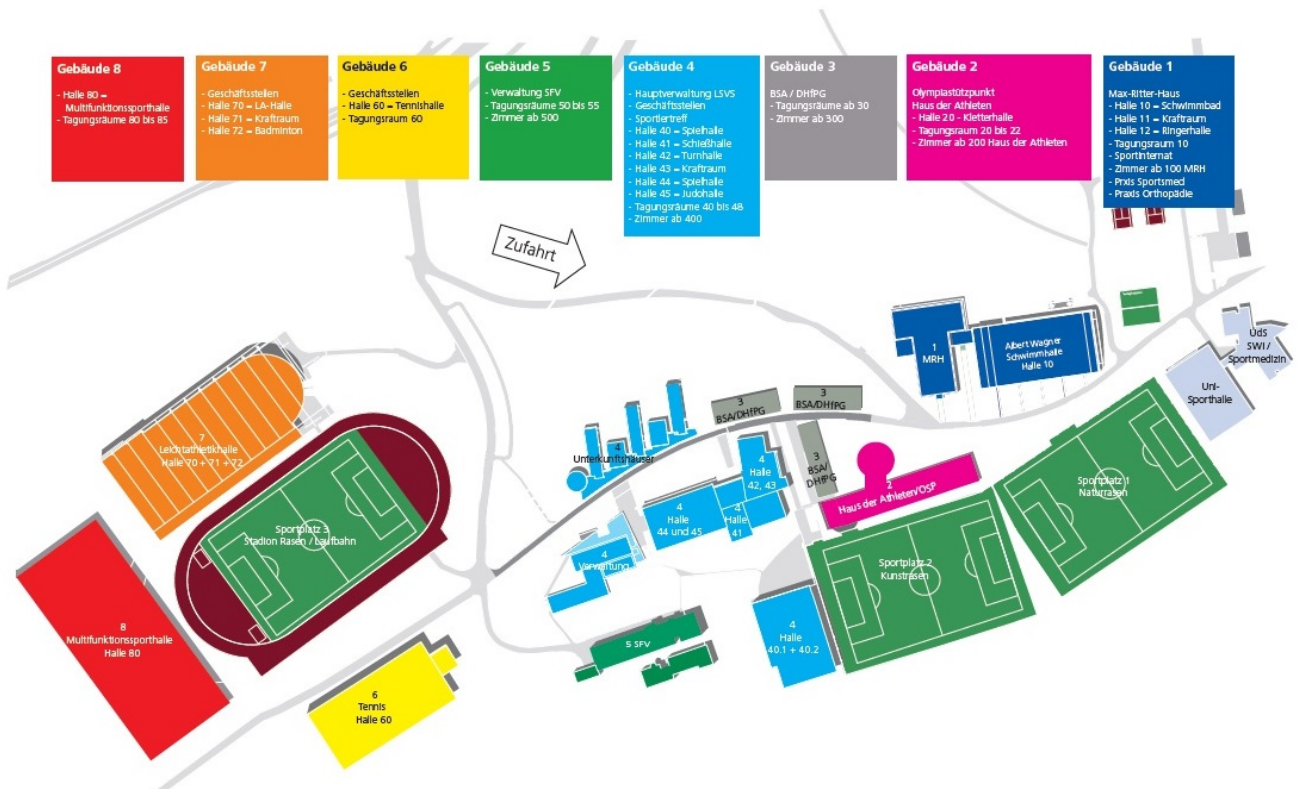 Gebäude 8
- Halle 80 =
Multifunktionssporthalle
- Tagungsräume 80 bis 85
Gebäude 7
- Geschäftsstellen
- Halle 70 = LA-Halle
- Halle 71 = Kraftraum
- Halle 72 = Badminton
Gebäude 6
- Geschäftsstellen
- Halle 60 = Tennishalle
- Tagungsraum 60
Gebäude 5
- Verwaltung SFV
- Tagungsräume 50 bis 55
- Zimmer ab 500
Gebäude 4
- Hauptverwaltung LSVS
- Geschäftsstellen
- Sportlertreff
- Halle 40 = Spielhalle
- Halle 41 = Schießhalle
- Halle 42 = Turnhalle
- Halle 43 = Kraftraum
- Halle 44 = Spielhalle
- Halle 45 = Judohalle
- Tagungsräume 40 bis 48
- Zimmer ab 400
Gebäude 3
BSA / DHfPG
- Tagungsräume ab 30
- Zimmer ab 300
Gebäude 2
Olympiastützpunkt
Haus der Athleten
- Halle 20 - Kletterhalle
- Tagungsraum 20 bis 22
- Zimmer ab 200 Haus der Athleten
Gebäude 1
Max-Ritter-Haus
- Halle 10 = Schwimmbad
- Halle 11 = Kraftraum
- Halle 12 = Ringerhalle
- Tagungsraum 10
- Sportinternat
- Zimmer ab 100 MRH
- Prxis Sportsmed
- Praxis Orthopädie
Zufahrt
1
MRH
Albert Wagner
Schwimmhalle
Halle 10
UdS
SWI /
Sportmedizin
Uni-
Sporthalle
3
BSA/DHfPG
3
BSA/DHfPG
3
BSA/
DHfPG
4
Unterkunftshäuser
4
Halle
42, 43
4
Halle
41
4
Halle
44 und 45
4
Verwaltung
2
Haus der Athleten/OSP
Sportplatz 1
Naturrasen
Sportplatz 2
Kunstrasen
7
Leichtathletikhalle
Halle 70 + 71 + 72
Sportplatz 3
Stadion Rasen / Laufbahn
8
Multifunktionssporthalle
Halle 80
5 SFV
4
Halle
40.1 + 40.2
6
Tennis
Halle 60